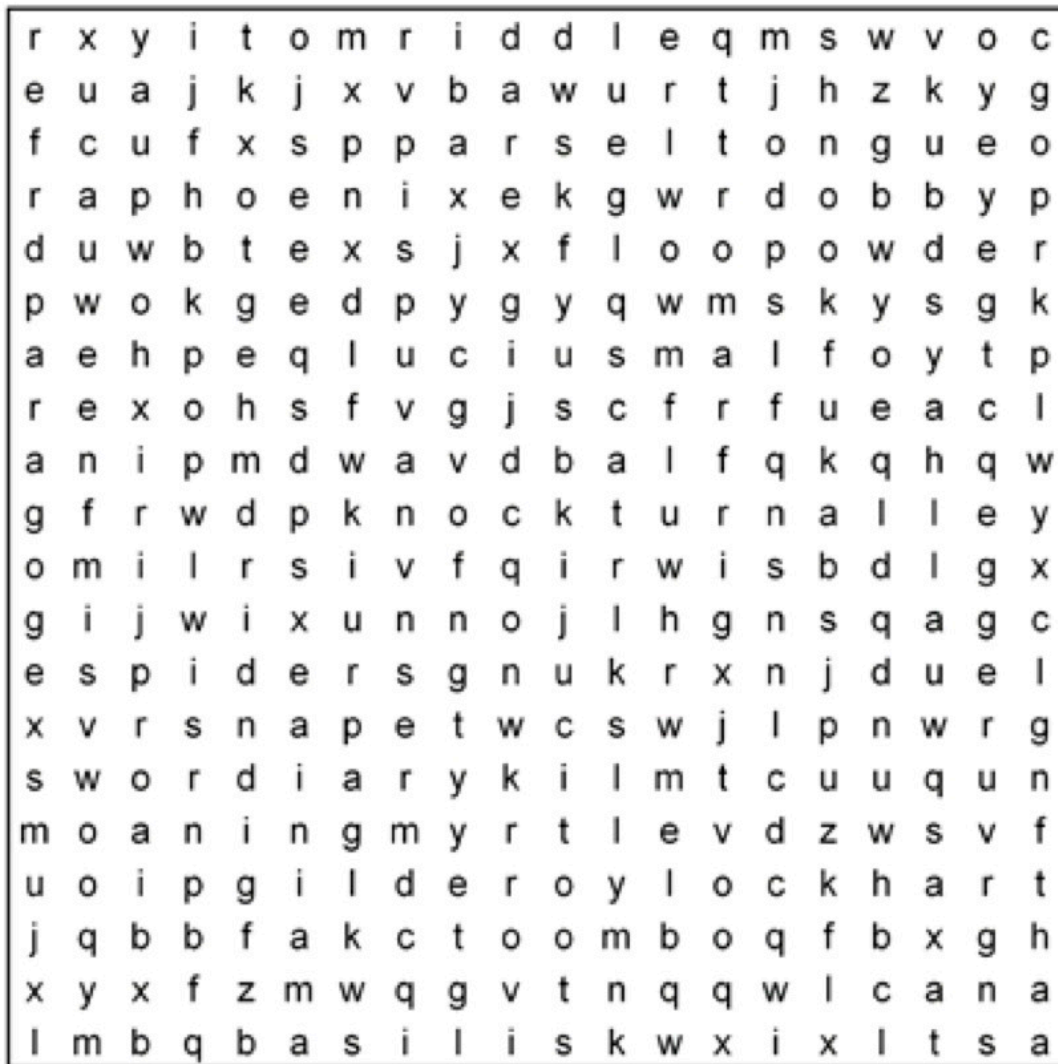 r x y i t o m r i d d l e q m s w v o c
e u a j k j x v b a w u r t j h z k y g
f c u f x s p p a r s e l t o n g u e o
r a p h o e n i x e k g w r d o b b y p
d u w b t e x s j x f l o o p o w d e r
p w o k g e d p y g y q w m s k y s g k
a e h p e q l u c i u s m a l f o y t p
r e x o h s f v g j s c f r f u e a c l
a n i p m d w a v d b a l f q k q h q w
g f r w d p k n o c k t u r n a l l e y
o m i l r s i v f q i r w i s b d l g x
g i j w i x u n n o j l h g n s q a g c
e s p i d e r s g n u k r x n j d u e l
x v r s n a p e t w c s w j l p n w r g
s w o r d i a r y k i l m t c u u q u n
m o a n i n g m y r t l e v d z w s v f
u o i p g i l d e r o y l o c k h a r t
j q b b f a k c t o o m b o q f b x g h
x y x f z m w q g v t n q q w l c a n a
l m b q b a s i l i s k w x i x l t s a